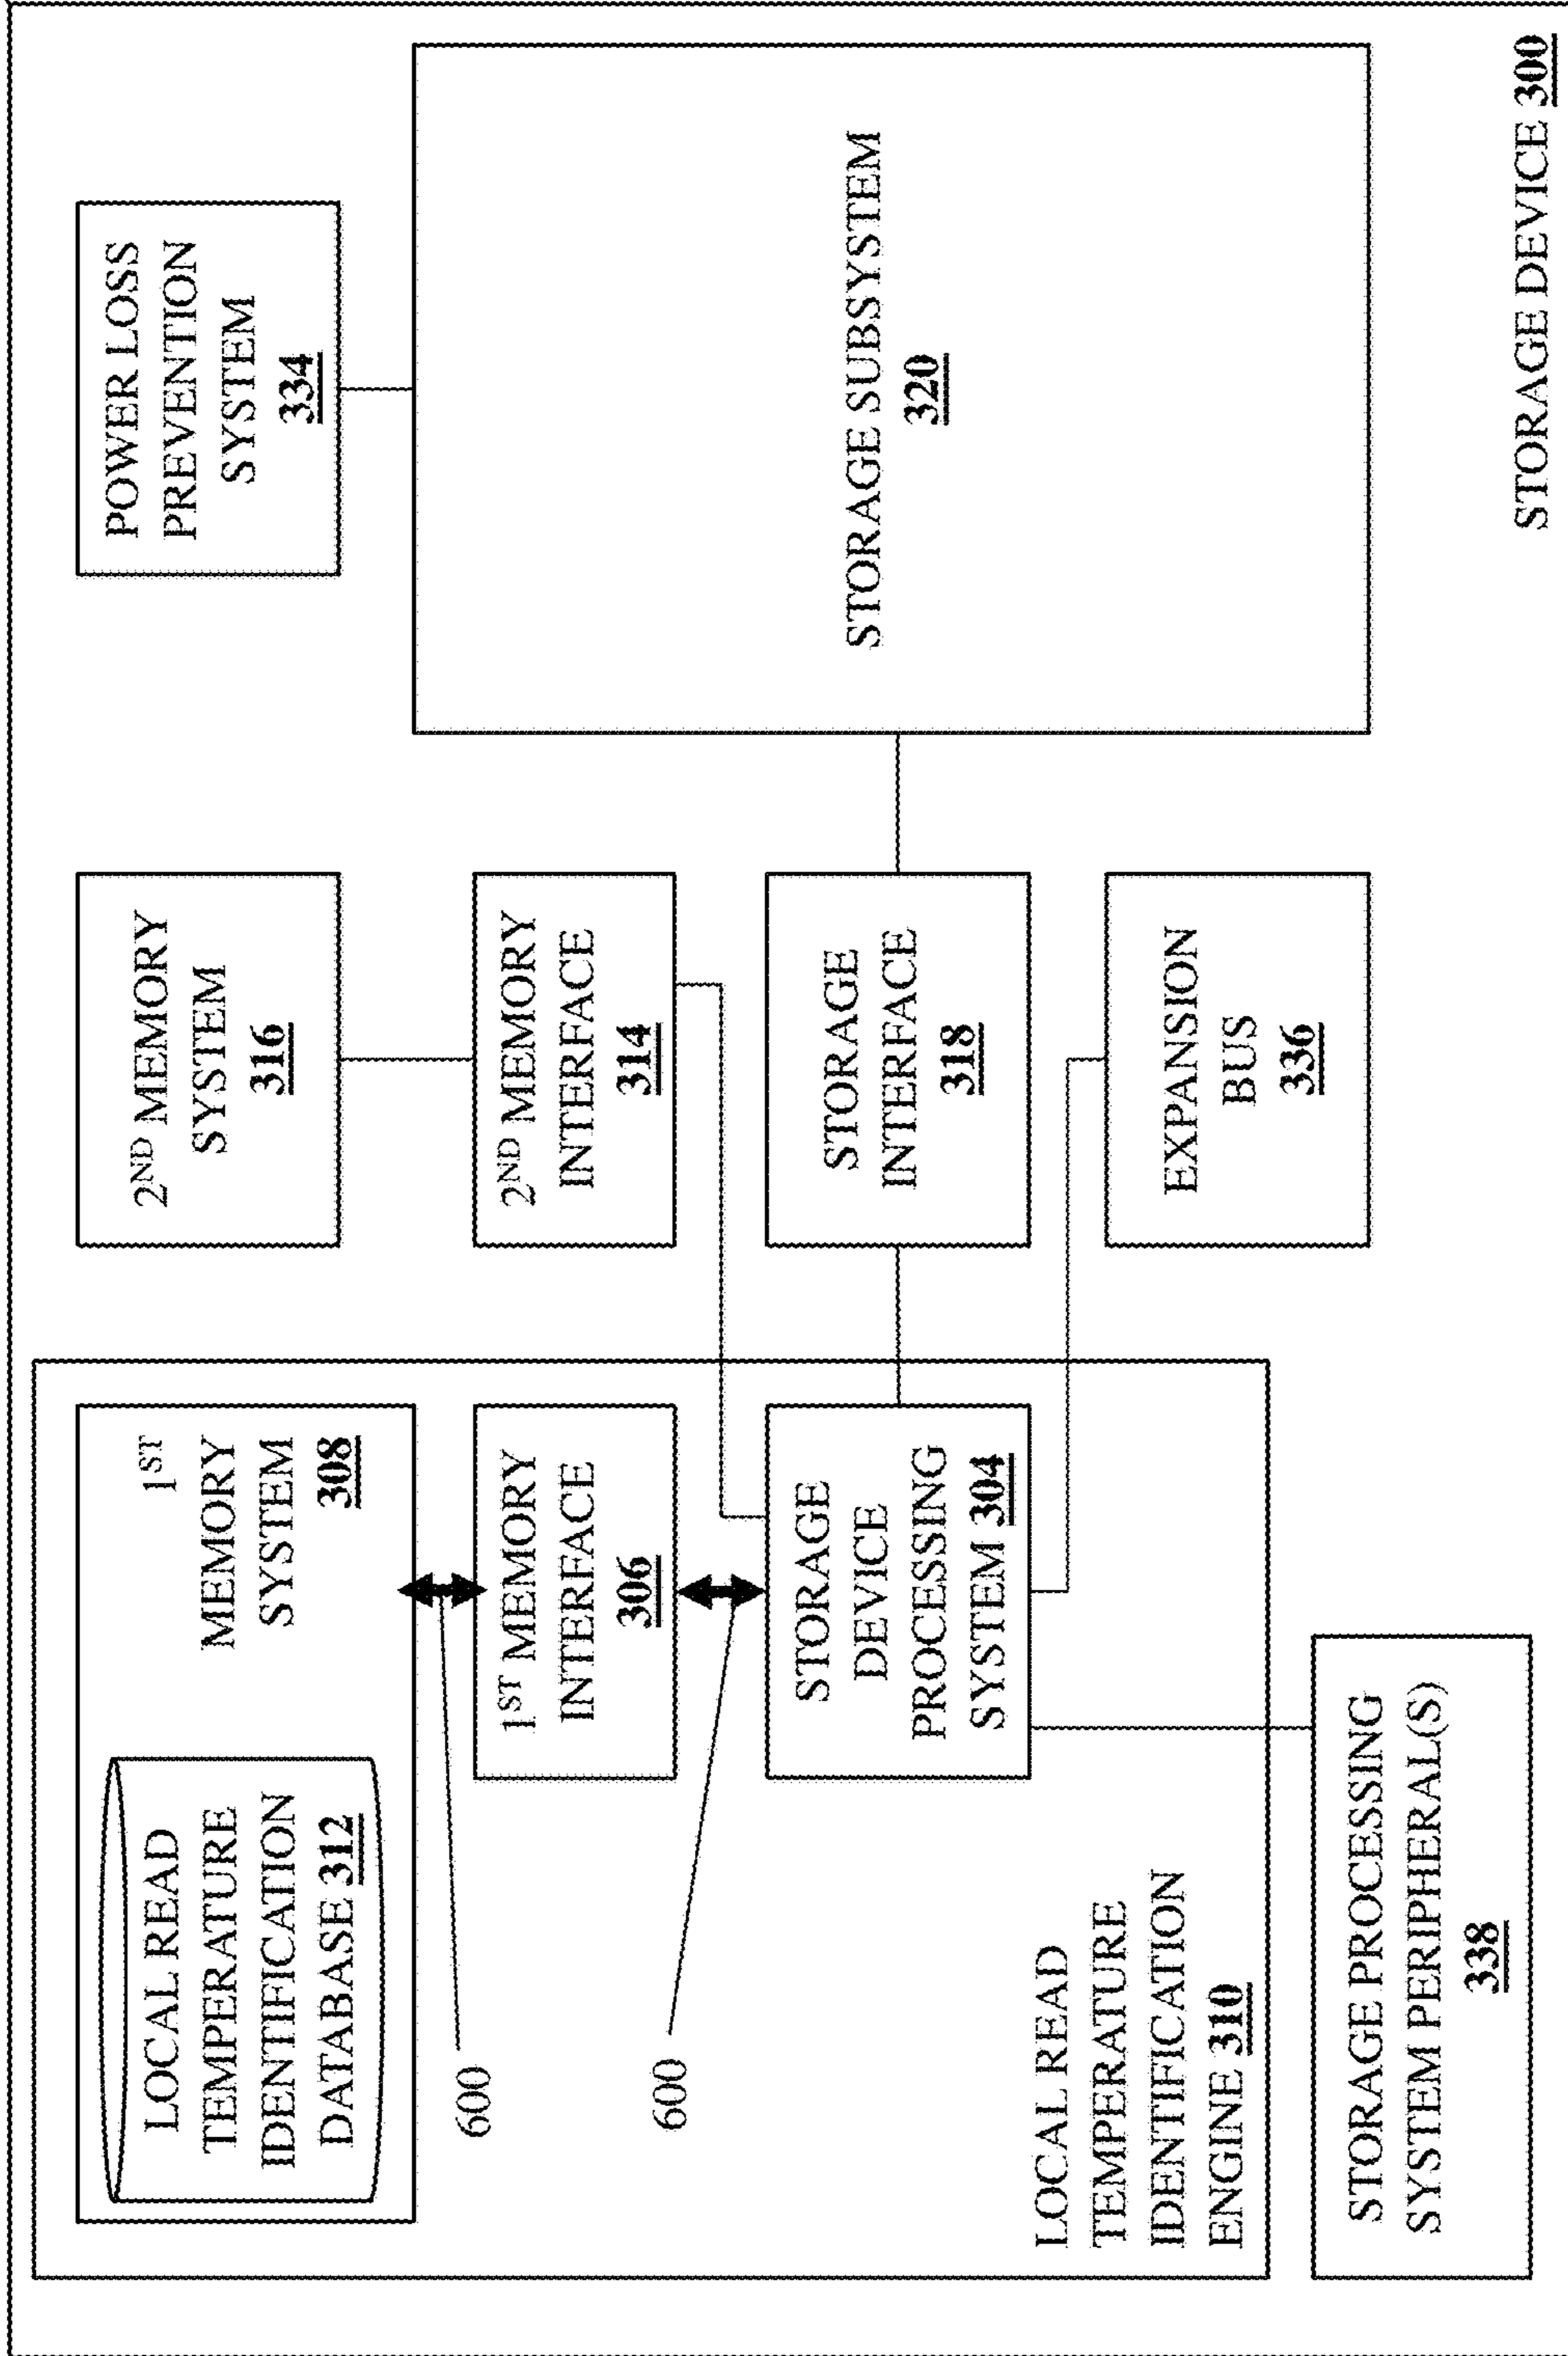 LOCAL READ
TEMPERATURE
IDENTIFICATION
DATABASE 312
1ST
MEMORY
SYSTEM
308
2ND MEMORY
SYSTEM
316
POWER LOSS
PREVENTION
SYSTEM
334
600
1ST MEMORY
INTERFACE
306
2ND MEMORY
INTERFACE
314
600
STORAGE
DEVICE
PROCESSING
SYSTEM 304
STORAGE
INTERFACE
318
STORAGE SUBSYSTEM
320
LOCAL READ
TEMPERATURE
IDENTIFICATION
ENGINE 310
EXPANSION
BUS
336
STORAGE PROCESSING
SYSTEM PERIPHERAL(S)
338
STORAGE DEVICE 300